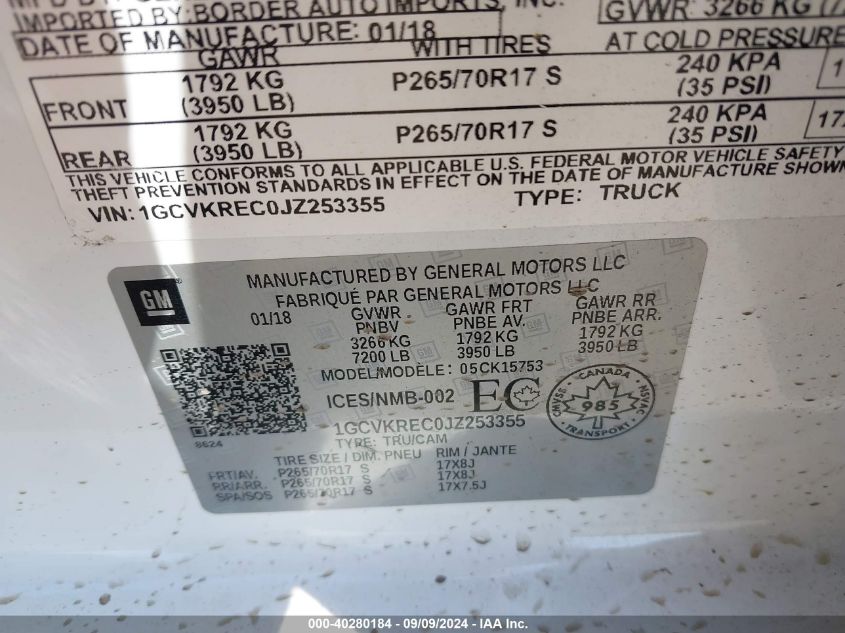 IMPORTED BY: BORDER AUTO IMPORTS, INC.
GVWR: 3266 KG
DATE OF MANUFACTURE: 01/18
GAWR WITH TIRES AT COLD PRESSURE
FRONT 1792 KG (3950 LB) P265/70R17 S 240 KPA (35 PSI)
REAR 1792 KG (3950 LB) P265/70R17 S 240 KPA (35 PSI) 17X
THIS VEHICLE CONFORMS TO ALL APPLICABLE U.S. FEDERAL MOTOR VEHICLE SAFETY
THEFT PREVENTION STANDARDS IN EFFECT ON THE DATE OF MANUFACTURE SHOWN
VIN: 1GCVKREC0JZ253355 TYPE: TRUCK
GM
MANUFACTURED BY GENERAL MOTORS LLC
FABRIQUÉ PAR GENERAL MOTORS LLC
01/18 GVWR GAWR FRT GAWR RR
PNBV PNBE AV. PNBE ARR.
3266 KG 1792 KG 1792 KG
7200 LB 3950 LB 3950 LB
MODEL/MODÈLE: 05CK15753
ICES/NMB-002 EC
CANADA
CMVSS 985 NSVAC
TRANSPORT
1GCVKREC0JZ253355
8624
TYPE: TRU/CAM
TIRE SIZE / DIM. PNEU RIM / JANTE
FRT/AV. P265/70R17 S 17X8J
RR/ARR. P265/70R17 S 17X8J
SPA/SOS P265/70R17 S 17X7.5J
000-40280184 - 09/09/2024 - IAA Inc.